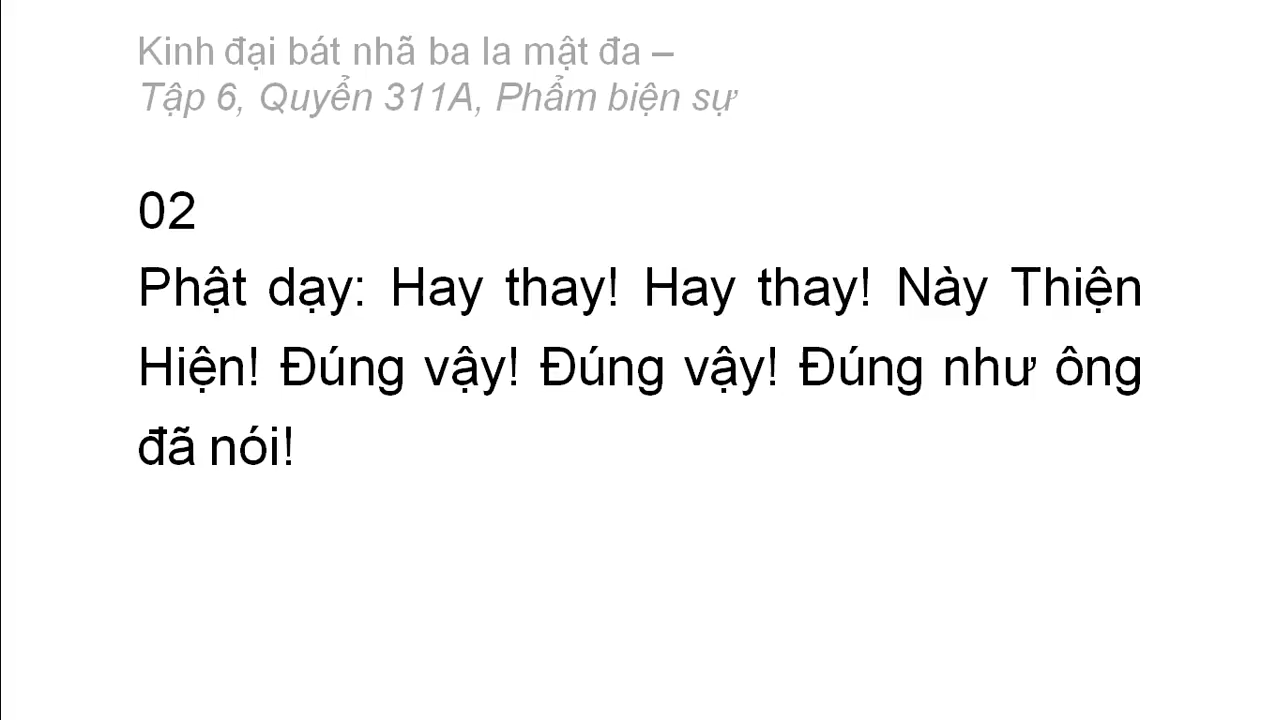 Kinh đại bát nhã ba la mật đa –
Tập 6, Quyển 311A, Phẩm biện sự
02
Phật dạy: Hay thay! Hay thay! Này Thiện
Hiện! Đúng vậy! Đúng vậy! Đúng như ông
đã nói!